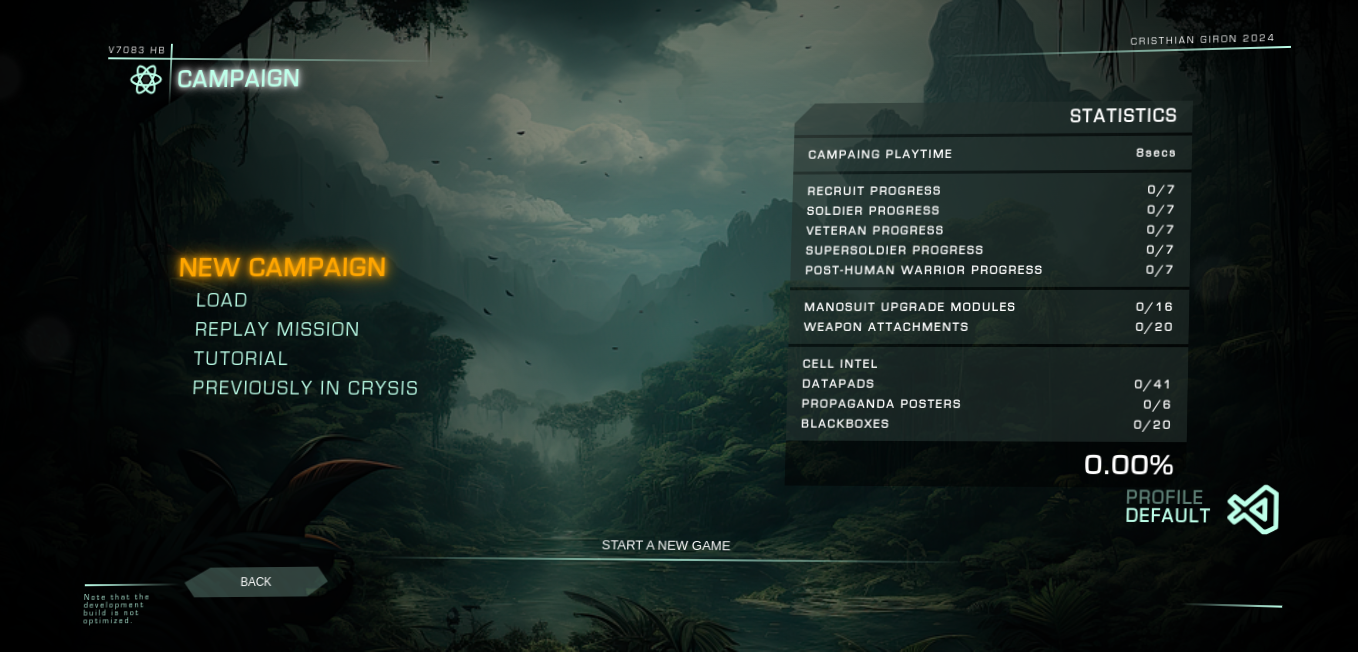 V7083 HB
CRISTHIAN GIRON 2024
CAMPAIGN
NEW CAMPAIGN
LOAD
REPLAY MISSION
TUTORIAL
PREVIOUSLY IN CRYSIS
STATISTICS
CAMPAING PLAYTIME 8secs
RECRUIT PROGRESS 0/7
SOLDIER PROGRESS 0/7
VETERAN PROGRESS 0/7
SUPERSOLDIER PROGRESS 0/7
POST-HUMAN WARRIOR PROGRESS 0/7
MANOSUIT UPGRADE MODULES 0/16
WEAPON ATTACHMENTS 0/20
CELL INTEL
DATAPADS 0/41
PROPAGANDA POSTERS 0/6
BLACKBOXES 0/20
0.00%
PROFILE
DEFAULT
START A NEW GAME
BACK
Note that the
development
build is not
optimized.